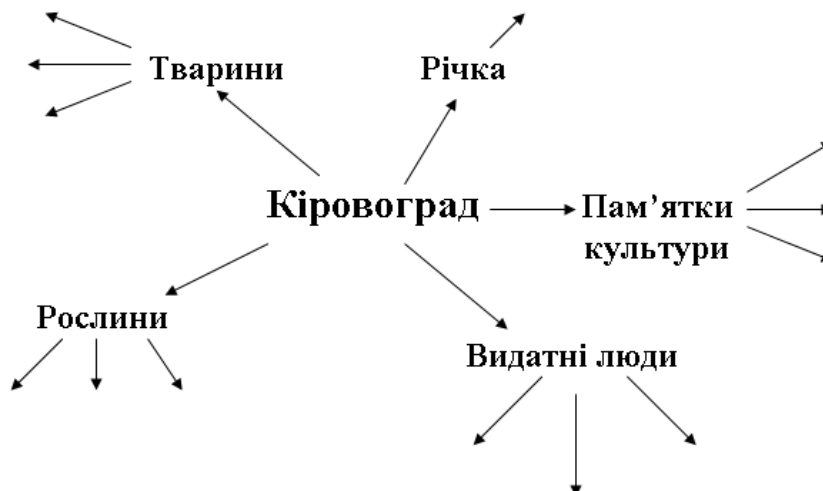 Тварини
Річка
Кіровоград
Пам’ятки
культури
Рослини
Видатні люди